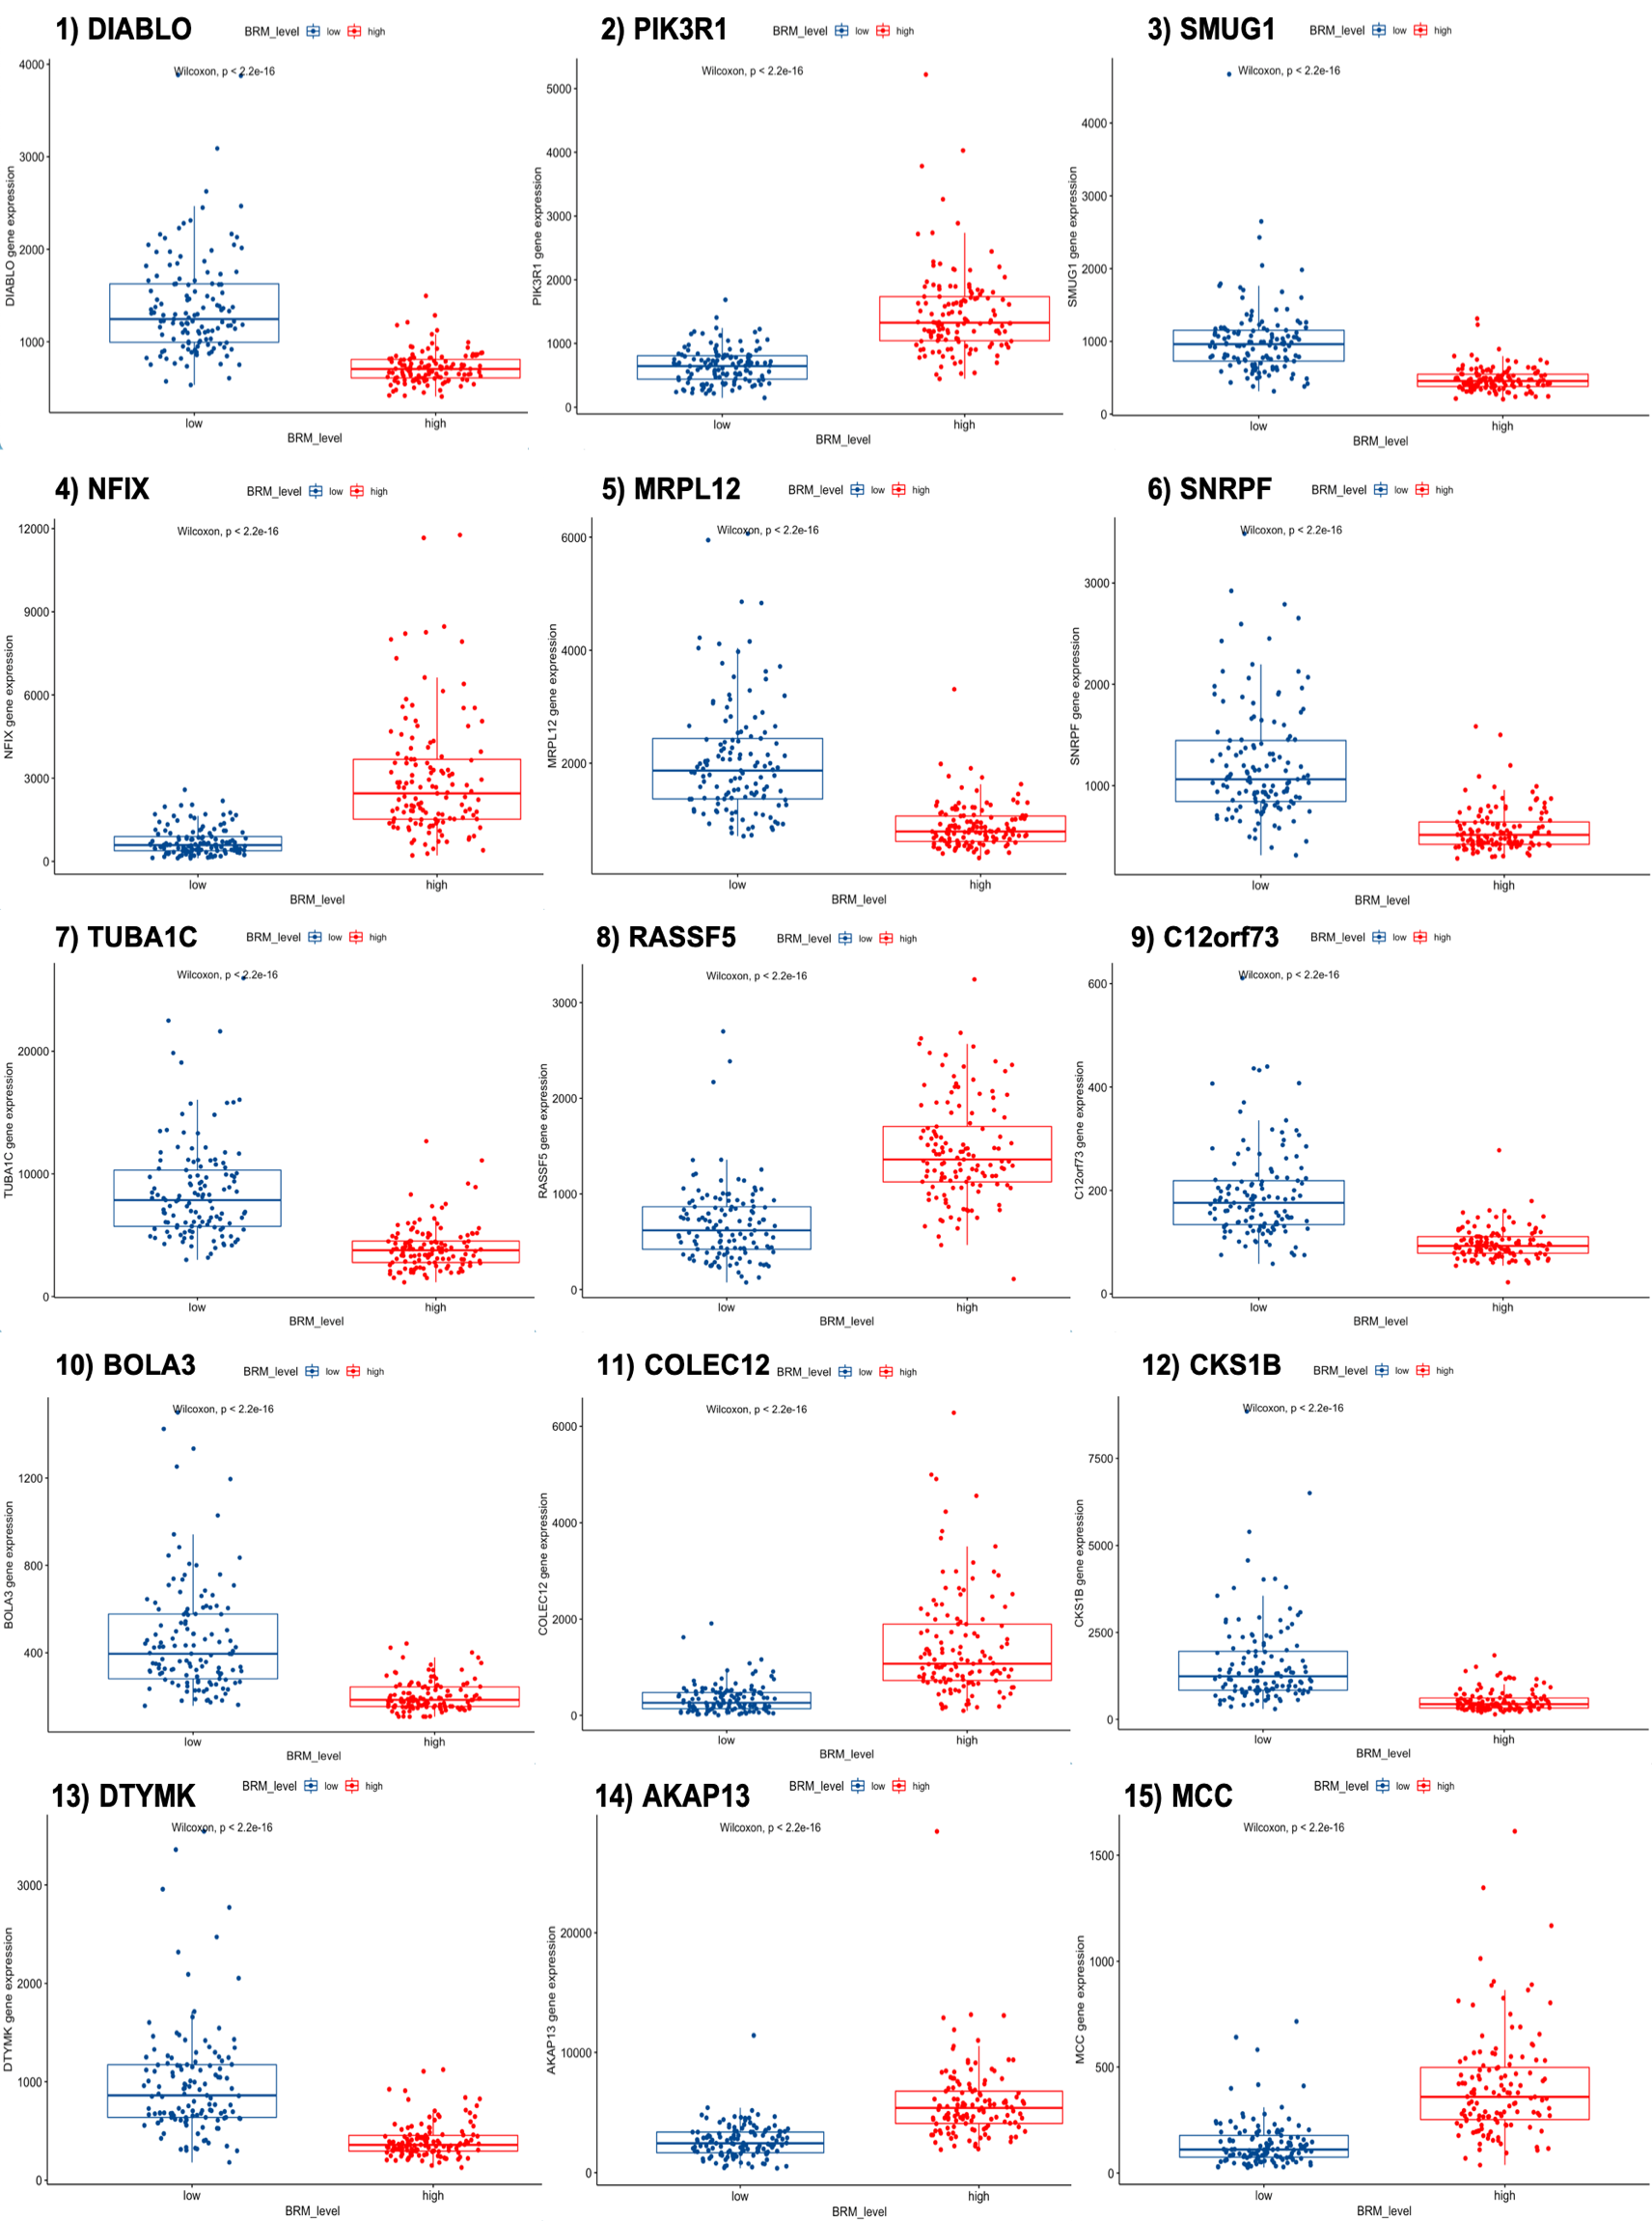 1) DIABLO BRM_level low high
Wilcoxon, p < 2.2e-16
DIABLO gene expression
4000
3000
2000
1000
low high
BRM_level
2) PIK3R1 BRM_level low high
Wilcoxon, p < 2.2e-16
PIK3R1 gene expression
5000
4000
3000
2000
1000
0
low high
BRM_level
3) SMUG1 BRM_level low high
Wilcoxon, p < 2.2e-16
SMUG1 gene expression
4000
3000
2000
1000
0
low high
BRM_level
4) NFIX BRM_level low high
Wilcoxon, p < 2.2e-16
NFIX gene expression
12000
9000
6000
3000
0
low high
BRM_level
5) MRPL12 BRM_level low high
Wilcoxon, p < 2.2e-16
MRPL12 gene expression
6000
4000
2000
low high
BRM_level
6) SNRPF BRM_level low high
Wilcoxon, p < 2.2e-16
SNRPF gene expression
3000
2000
1000
low high
BRM_level
7) TUBA1C BRM_level low high
Wilcoxon, p < 2.2e-16
TUBA1C gene expression
20000
10000
0
low high
BRM_level
8) RASSF5 BRM_level low high
Wilcoxon, p < 2.2e-16
RASSF5 gene expression
3000
2000
1000
0
low high
BRM_level
9) C12orf73 BRM_level low high
Wilcoxon, p < 2.2e-16
C12orf73 gene expression
600
400
200
0
low high
BRM_level
10) BOLA3 BRM_level low high
Wilcoxon, p < 2.2e-16
BOLA3 gene expression
1200
800
400
low high
BRM_level
11) COLEC12 BRM_level low high
Wilcoxon, p < 2.2e-16
COLEC12 gene expression
6000
4000
2000
0
low high
BRM_level
12) CKS1B BRM_level low high
Wilcoxon, p < 2.2e-16
CKS1B gene expression
7500
5000
2500
0
low high
BRM_level
13) DTYMK BRM_level low high
Wilcoxon, p < 2.2e-16
DTYMK gene expression
3000
2000
1000
0
low high
BRM_level
14) AKAP13 BRM_level low high
Wilcoxon, p < 2.2e-16
AKAP13 gene expression
20000
10000
0
low high
BRM_level
15) MCC BRM_level low high
Wilcoxon, p < 2.2e-16
MCC gene expression
1500
1000
500
0
low high
BRM_level